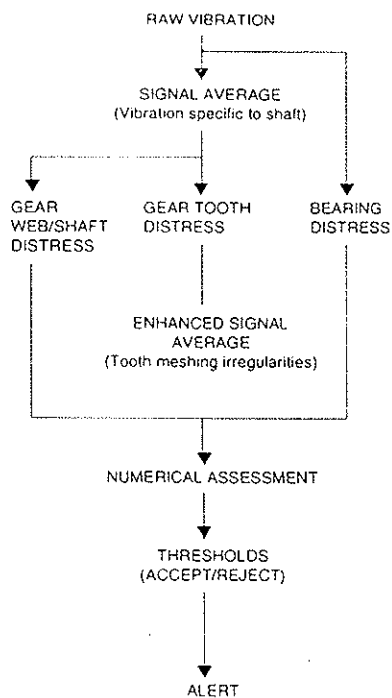 RAW VIBRATION
SIGNAL AVERAGE
(Vibration specific to shaft)
GEAR
WEB/SHAFT
DISTRESS
GEAR TOOTH
DISTRESS
BEARING
DISTRESS
ENHANCED SIGNAL
AVERAGE
(Tooth meshing irregularities)
NUMERICAL ASSESSMENT
THRESHOLDS
(ACCEPT/REJECT)
ALERT